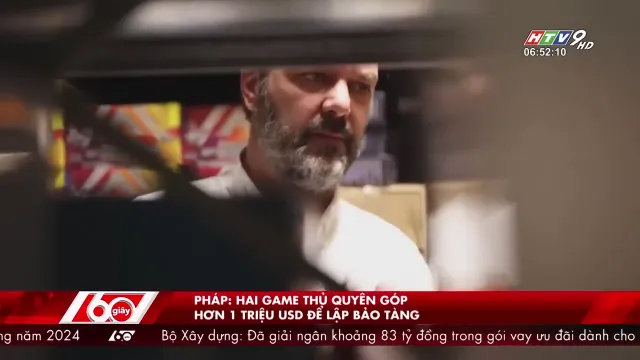 HTV9HD
06:52:10
60 giây
PHÁP: HAI GAME THỦ QUYÊN GÓP
HƠN 1 TRIỆU USD ĐỂ LẬP BẢO TÀNG
ng năm 2024 60s Bộ Xây dựng: Đã giải ngân khoảng 83 tỷ đồng trong gói vay ưu đãi dành cho